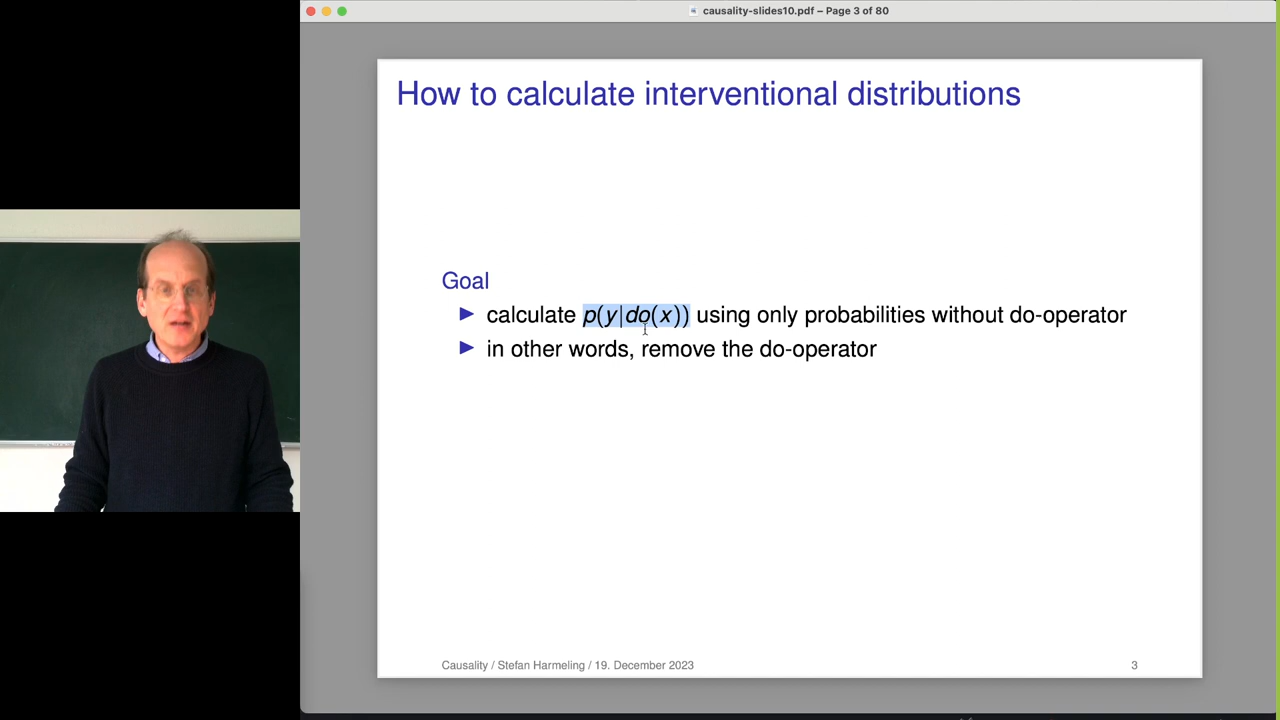 causality-slides10.pdf – Page 3 of 80
How to calculate interventional distributions
Goal
▶ calculate p(y|do(x)) using only probabilities without do-operator
▶ in other words, remove the do-operator
Causality / Stefan Harmeling / 19. December 2023
3